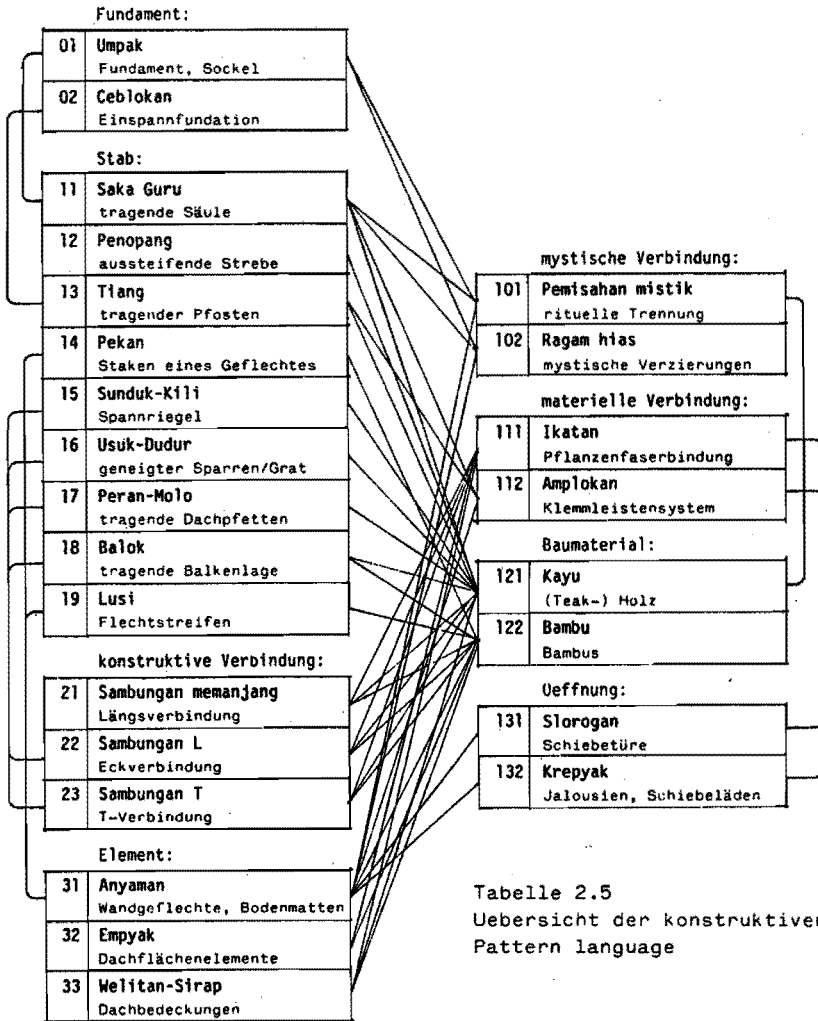 Fundament:
01 Umpak
Fundament, Sockel
02 Ceblokan
Einspannfundation
Stab:
11 Saka Guru
tragende Säule
12 Penopang
aussteifende Strebe
13 Tiang
tragender Pfosten
14 Pekan
Staken eines Geflechtes
15 Sunduk-Kili
Spannriegel
16 Usuk-Dudur
geneigter Sparren/Grat
17 Peran-Molo
tragende Dachpfetten
18 Balok
tragende Balkenlage
19 Lusi
Flechtstreifen
konstruktive Verbindung:
21 Sambungan memanjang
Längsverbindung
22 Sambungan L
Eckverbindung
23 Sambungan T
T-Verbindung
Element:
31 Anyaman
Wandgeflechte, Bodenmatten
32 Empyak
Dachflächenelemente
33 Welitan-Sirap
Dachbedeckungen
mystische Verbindung:
101 Pemisahan mistik
rituelle Trennung
102 Ragam hias
mystische Verzierungen
materielle Verbindung:
111 Ikatan
Pflanzenfaserbindung
112 Amplokan
Klemmleistensystem
Baumaterial:
121 Kayu
(Teak-) Holz
122 Bambu
Bambus
Oeffnung:
131 Slorogan
Schiebetüre
132 Krepyak
Jalousien, Schiebeläden
Tabelle 2.5
Uebersicht der konstruktiven
Pattern language